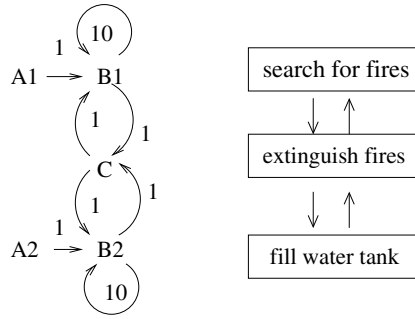 10
1
A1
B1
1
1
C
1
1
1
A2
B2
10
search for fires
extinguish fires
fill water tank